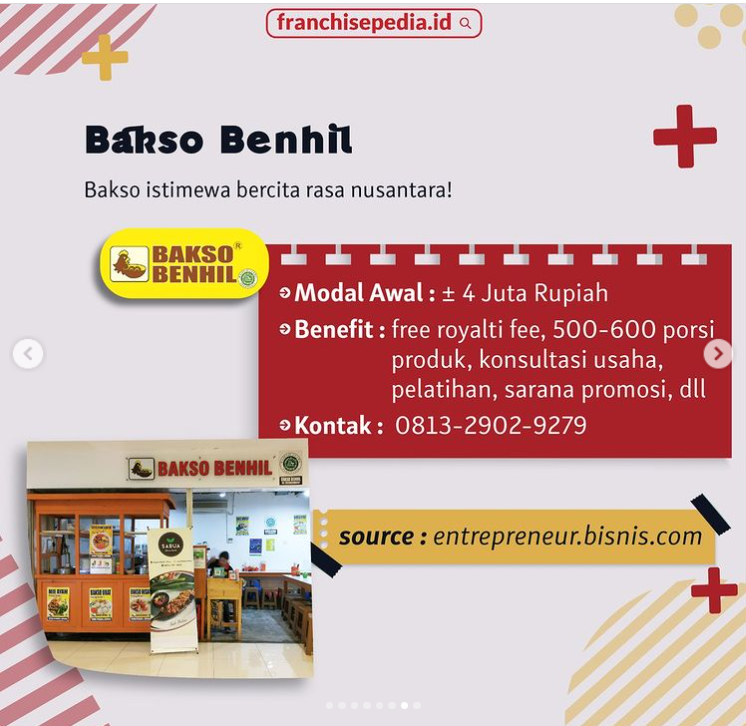 franchisepedia.id
Bakso Benhil
Bakso istimewa bercita rasa nusantara!
BAKSO®
BENHIL
Modal Awal : ± 4 Juta Rupiah
Benefit : free royalti fee, 500-600 porsi
produk, konsultasi usaha,
pelatihan, sarana promosi, dll
Kontak : 0813-2902-9279
BAKSO BENHIL
SABUA
source : entrepreneur.bisnis.com